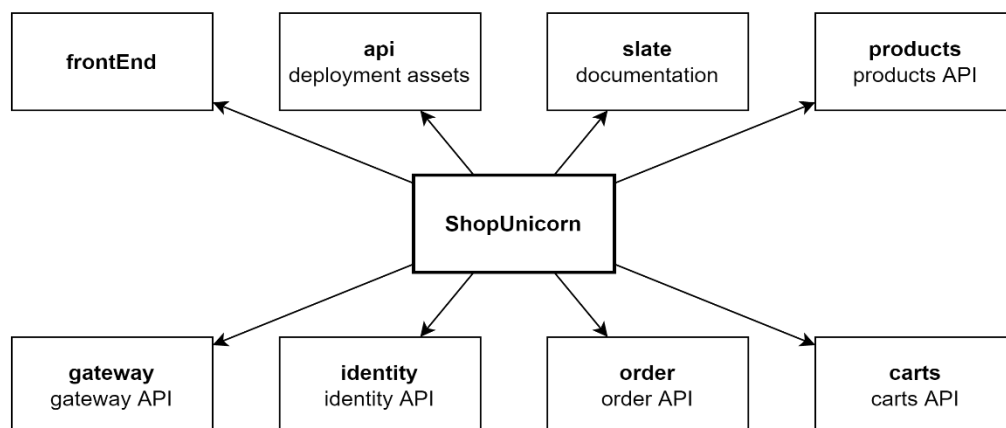 frontEnd
api
deployment assets
slate
documentation
products
products API
ShopUnicorn
gateway
gateway API
identity
identity API
order
order API
carts
carts API